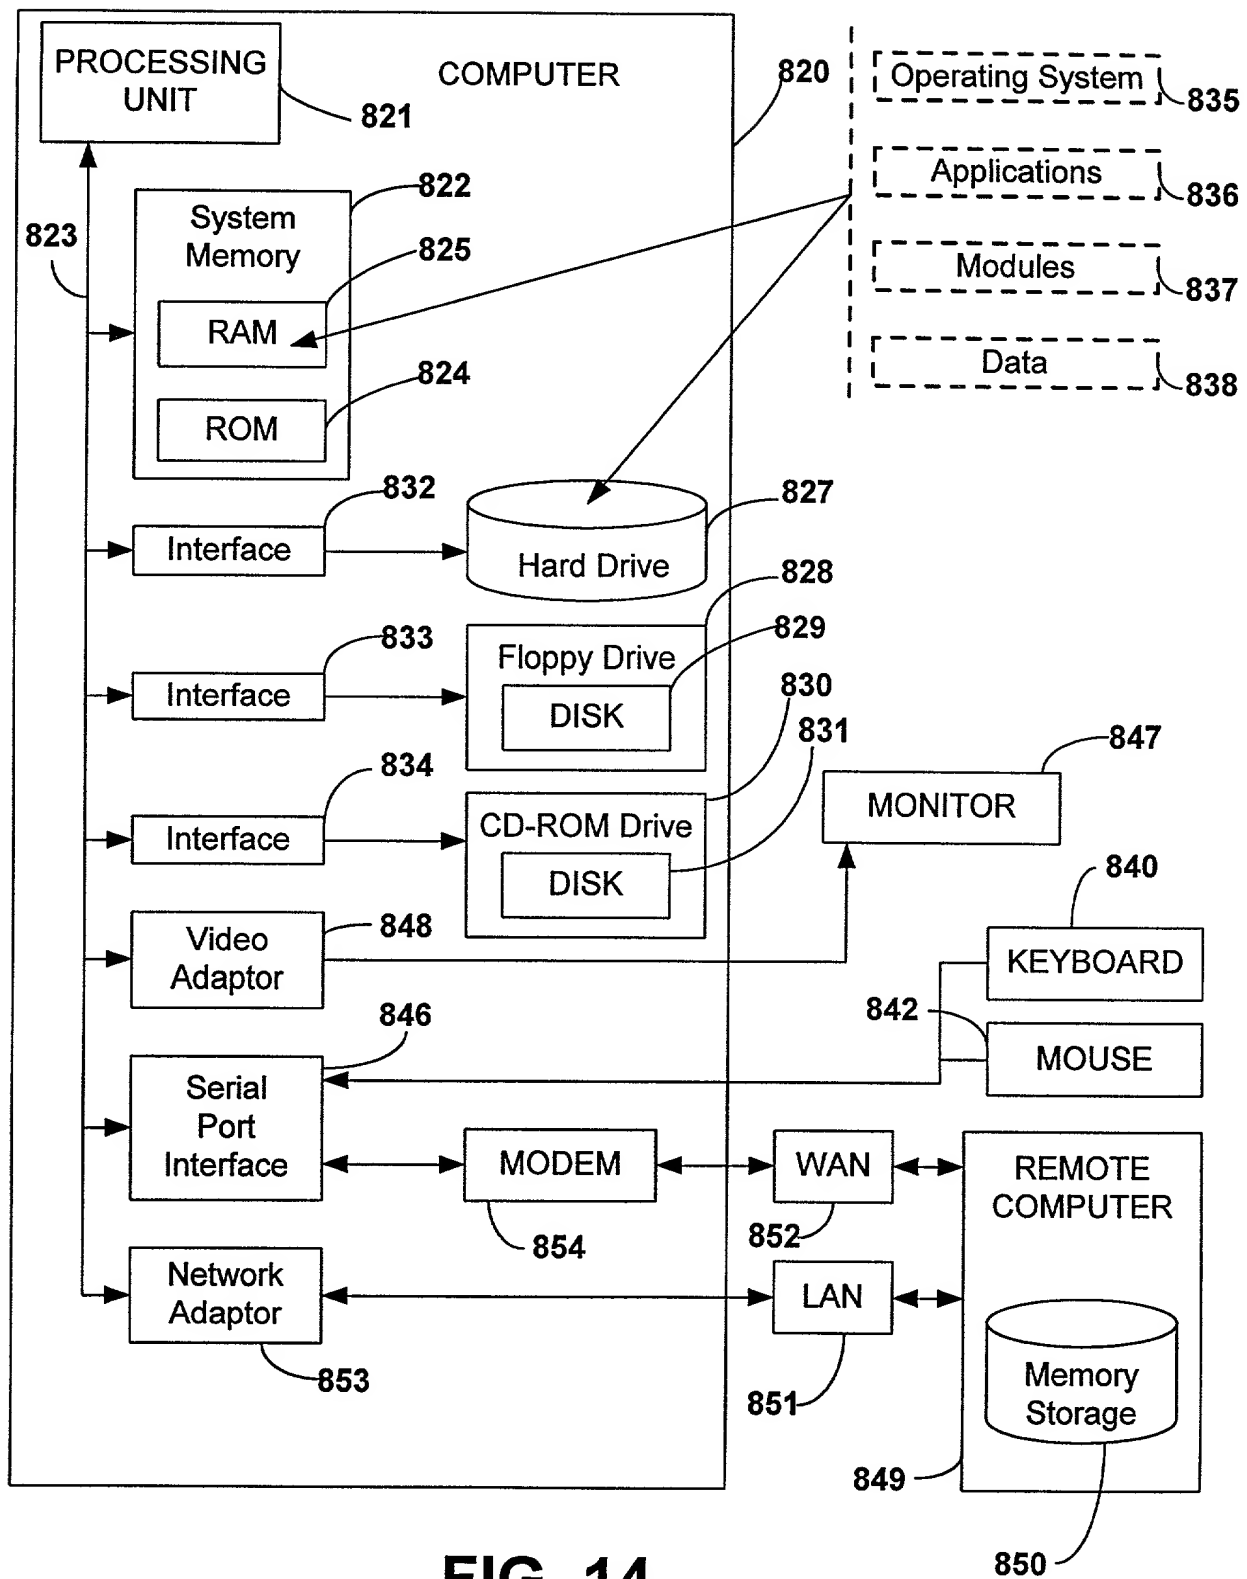 PROCESSING
UNIT
821
COMPUTER
820
Operating System
835
Applications
836
Modules
837
Data
838
823
822
System
Memory
825
RAM
824
ROM
832
Interface
827
Hard Drive
828
833
Interface
829
Floppy Drive
DISK
830
831
834
Interface
CD-ROM Drive
DISK
847
MONITOR
848
Video
Adaptor
840
KEYBOARD
842
MOUSE
846
Serial
Port
Interface
MODEM
854
WAN
852
REMOTE
COMPUTER
Network
Adaptor
853
LAN
851
Memory
Storage
849
850
FIG. 14